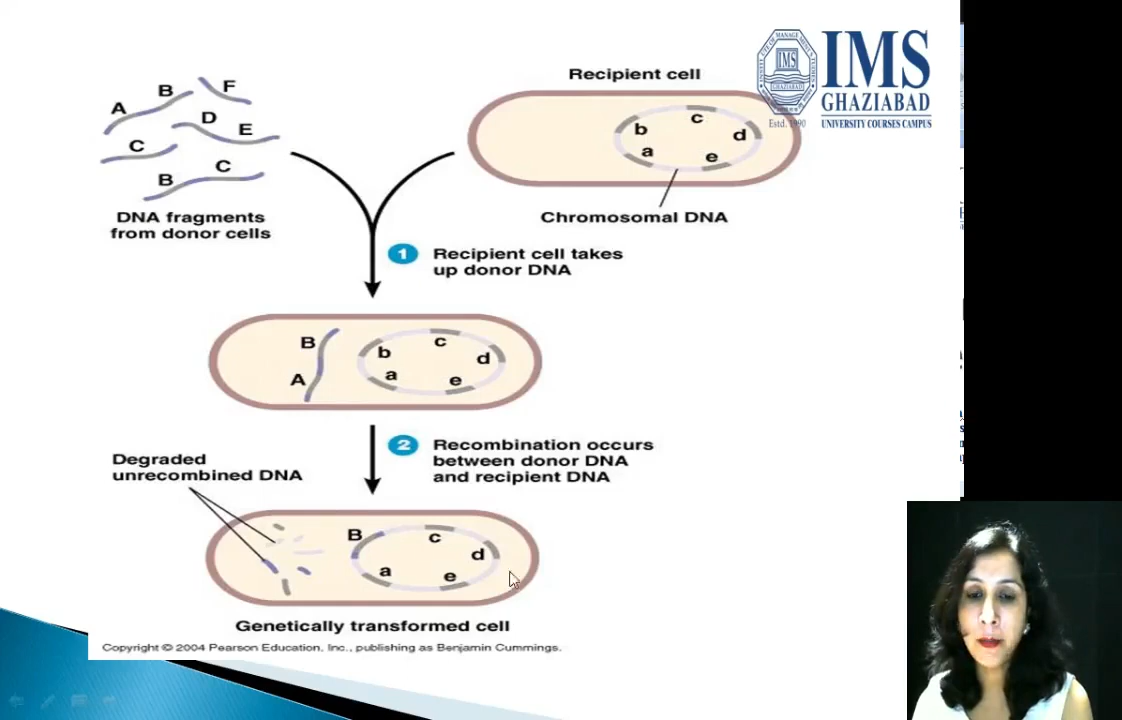 IMS
GHAZIABAD
Estd. 1990
UNIVERSITY COURSES CAMPUS
IMS
Recipient cell
A B F
D
E
C
C
B
b c d
a e
DNA fragments
from donor cells
Chromosomal DNA
1 Recipient cell takes
up donor DNA
B
A
b c d
a e
2 Recombination occurs
between donor DNA
and recipient DNA
Degraded
unrecombined DNA
B c d
a e
Genetically transformed cell
Copyright © 2004 Pearson Education, Inc., publishing as Benjamin Cummings.